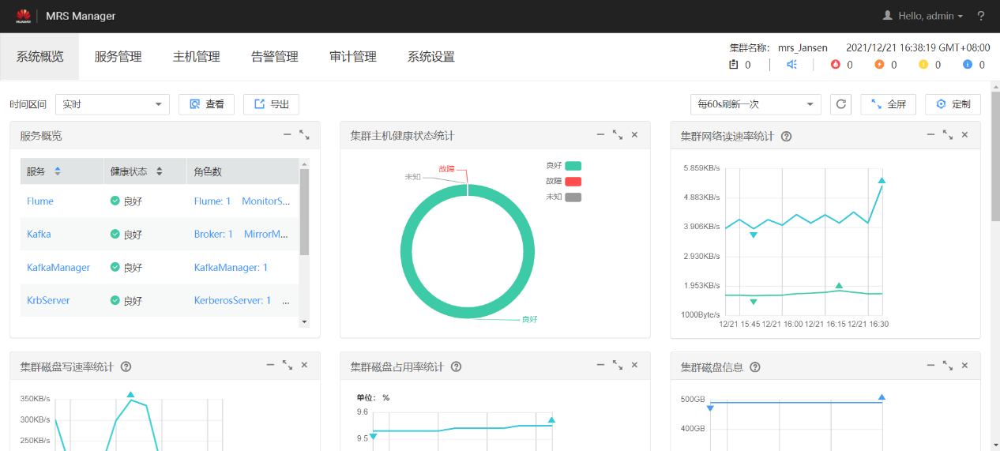 HUAWEI MRS Manager Hello, admin ?
系统概览 服务管理 主机管理 告警管理 审计管理 系统设置
集群名称: mrs_Jansen 2021/12/21 16:38:19 GMT+08:00
0 0 0 0 0
时间区间 实时 查看 导出 每60s刷新一次 全屏 定制
服务概览
服务 健康状态 角色数
Flume 良好 Flume: 1 MonitorS...
Kafka 良好 Broker: 1 MirrorM...
KafkaManager 良好 KafkaManager: 1
KrbServer 良好 KerberosServer: 1 ...
集群主机健康状态统计
故障
未知
良好
故障
未知
良好
集群网络读速率统计 ?
5.859KB/s
4.883KB/s
3.906KB/s
2.930KB/s
1.953KB/s
1000Byte/s
12/21 15:45 12/21 16:00 12/21 16:15 12/21 16:30
集群磁盘写速率统计 ?
350KB/s
300KB/s
250KB/s
集群磁盘占用率统计 ?
单位: %
9.6
9.5
集群磁盘信息 ?
500GB
400GB